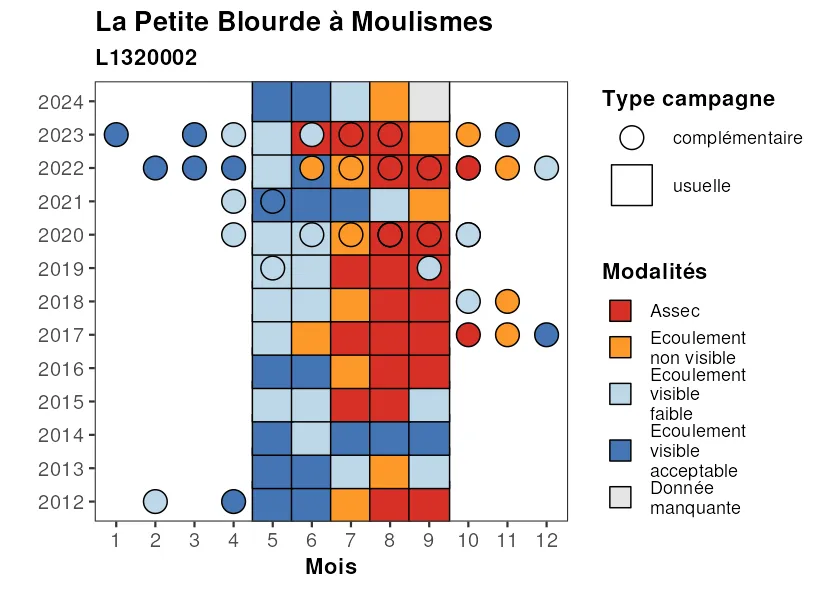 La Petite Blourde à Moulismes
L1320002
2024
2023
2022
2021
2020
2019
2018
2017
2016
2015
2014
2013
2012
1 2 3 4 5 6 7 8 9 10 11 12
Mois
Type campagne
complémentaire
usuelle
Modalités
Assec
Ecoulement
non visible
Ecoulement
visible
faible
Ecoulement
visible
acceptable
Donnée
manquante